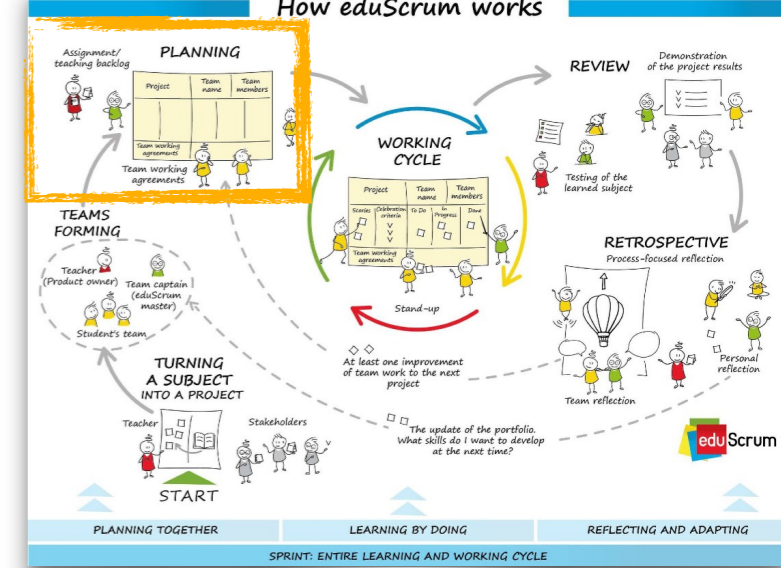 How eduScrum works
Assignment/
teaching backlog
PLANNING
Project
Team
name
Team
members
Team working
agreements
Team working
agreements
REVIEW
Demonstration
of the project results
Testing of the
learned subject
WORKING
CYCLE
Project
Team
name
Team
members
Stories
Celebration
criteria
To Do
In
Progress
Done
Team working
agreements
Stand-up
TEAMS
FORMING
Teacher
(Product owner)
Team captain
(eduScrum
master)
Student's team
RETROSPECTIVE
Process-focused reflection
Team reflection
Personal
reflection
At least one improvement
of team work to the next
project
The update of the portfolio.
What skills do I want to develop
at the next time?
TURNING
A SUBJECT
INTO A PROJECT
Teacher
Stakeholders
START
eduScrum
PLANNING TOGETHER
LEARNING BY DOING
REFLECTING AND ADAPTING
SPRINT: ENTIRE LEARNING AND WORKING CYCLE